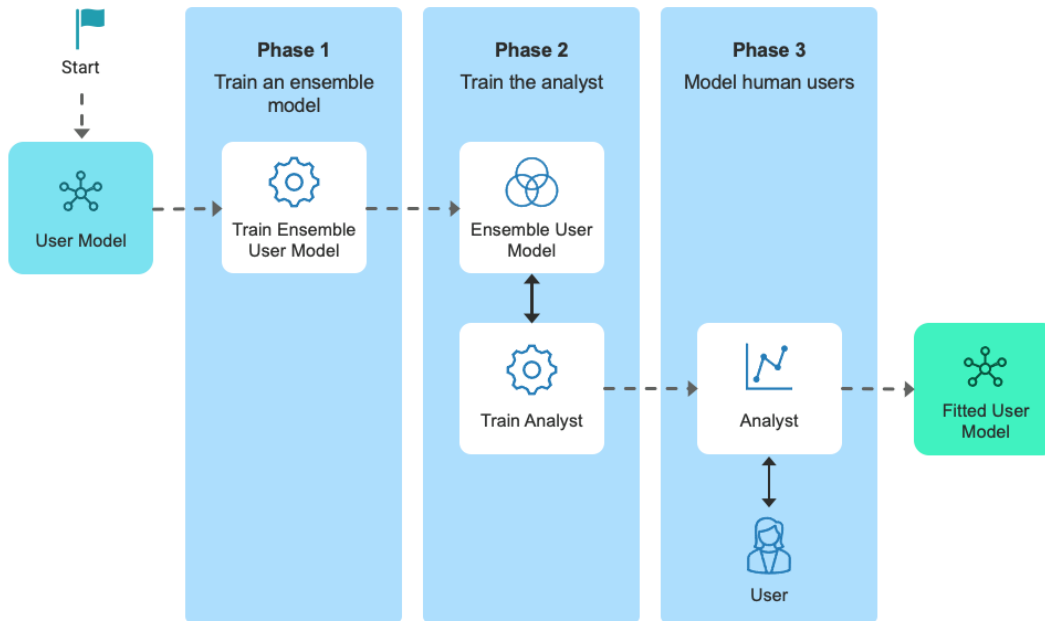 Start
User Model
Phase 1
Train an ensemble
model
Train Ensemble
User Model
Phase 2
Train the analyst
Ensemble User
Model
Train Analyst
Phase 3
Model human users
Analyst
User
Fitted User
Model